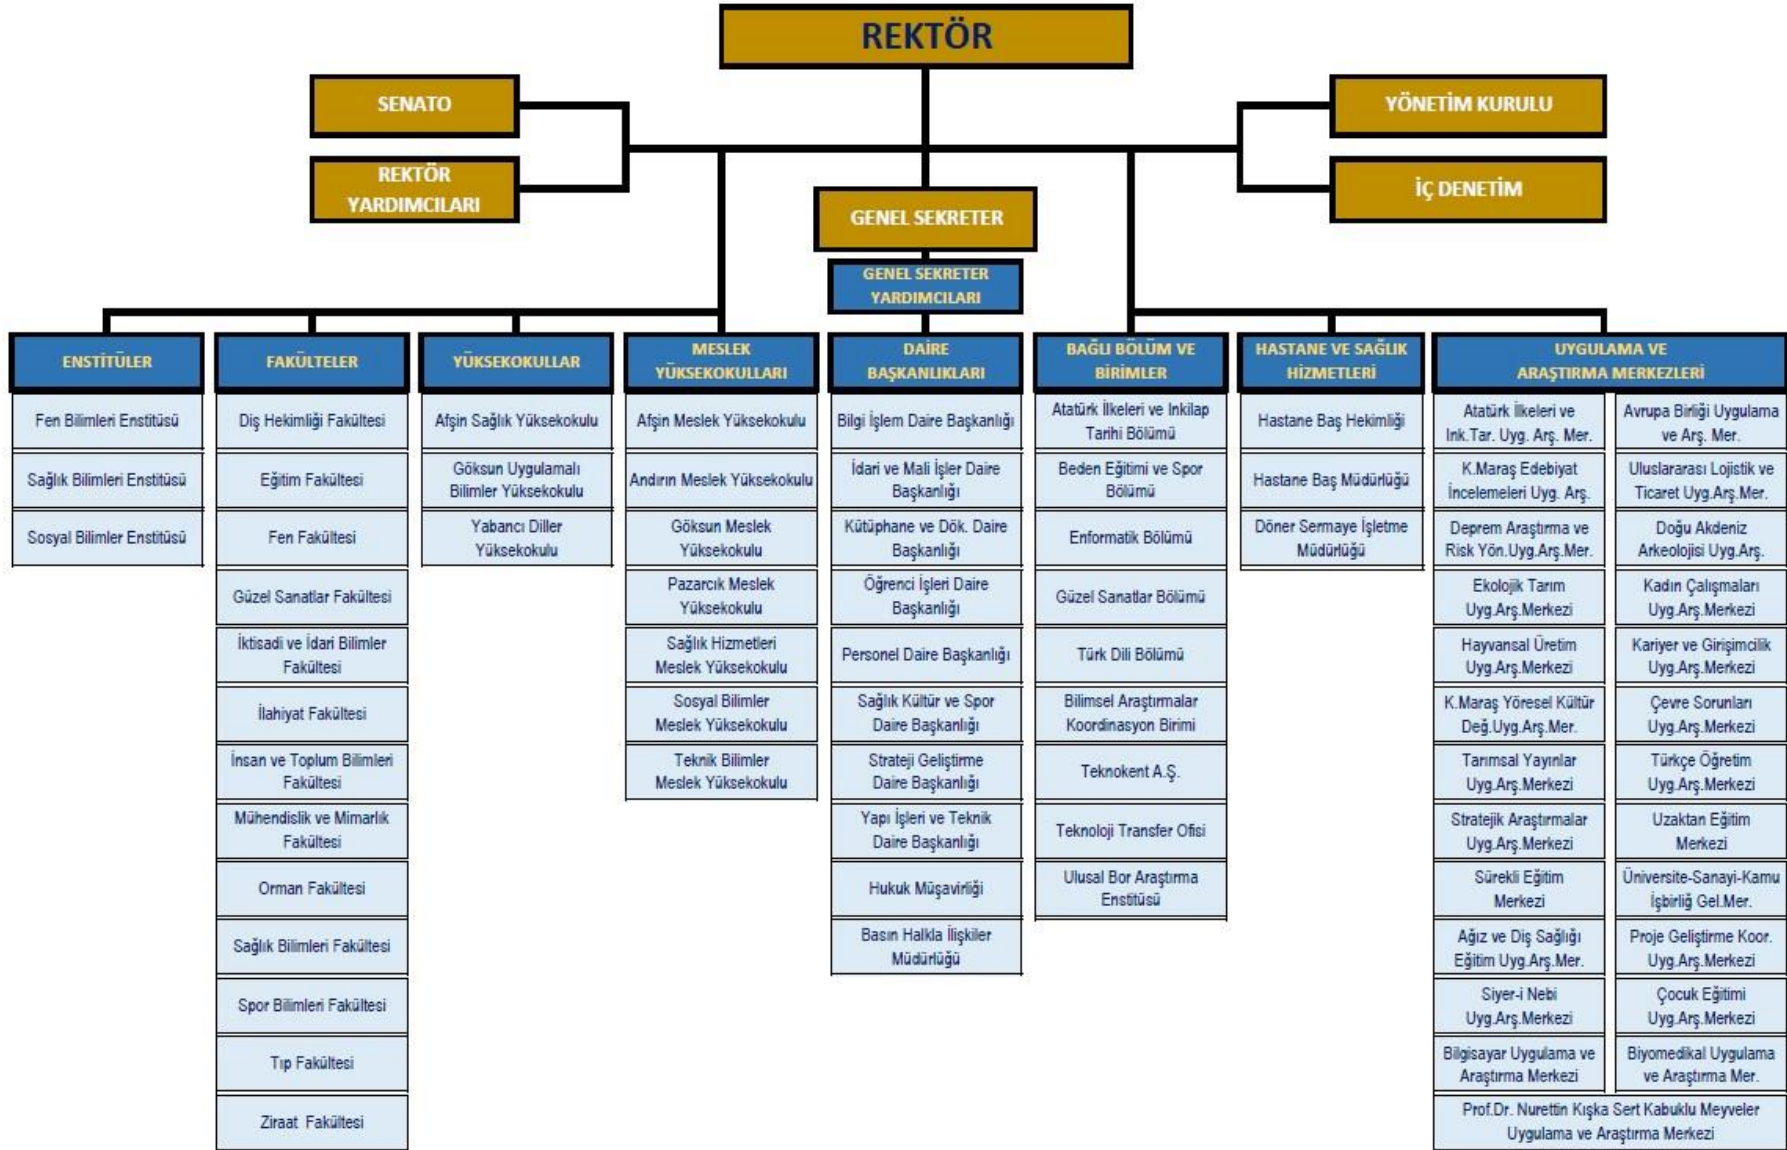 REKTÖR
SENATO
REKTÖR
YARDIMCILARI
YÖNETİM KURULU
İÇ DENETİM
GENEL SEKRETER
GENEL SEKRETER
YARDIMCILARI
ENSTİTÜLER
Fen Bilimleri Enstitüsü
Sağlık Bilimleri Enstitüsü
Sosyal Bilimler Enstitüsü
FAKÜLTELER
Diş Hekimliği Fakültesi
Eğitim Fakültesi
Fen Fakültesi
Güzel Sanatlar Fakültesi
İktisadi ve İdari Bilimler
Fakültesi
İlahiyat Fakültesi
İnsan ve Toplum Bilimleri
Fakültesi
Mühendislik ve Mimarlık
Fakültesi
Orman Fakültesi
Sağlık Bilimleri Fakültesi
Spor Bilimleri Fakültesi
Tıp Fakültesi
Ziraat Fakültesi
YÜKSEKOKULLAR
Afşin Sağlık Yüksekokulu
Göksun Uygulamalı
Bilimler Yüksekokulu
Yabancı Diller
Yüksekokulu
MESLEK
YÜKSEKOKULLARI
Afşin Meslek Yüksekokulu
Andırın Meslek Yüksekokulu
Göksun Meslek
Yüksekokulu
Pazarcık Meslek
Yüksekokulu
Sağlık Hizmetleri
Meslek Yüksekokulu
Sosyal Bilimler
Meslek Yüksekokulu
Teknik Bilimler
Meslek Yüksekokulu
DAİRE
BAŞKANLIKLARI
Bilgi İşlem Daire Başkanlığı
İdari ve Mali İşler Daire
Başkanlığı
Kütüphane ve Dök. Daire
Başkanlığı
Öğrenci İşleri Daire
Başkanlığı
Personel Daire Başkanlığı
Sağlık Kültür ve Spor
Daire Başkanlığı
Strateji Geliştirme
Daire Başkanlığı
Yapı İşleri ve Teknik
Daire Başkanlığı
Hukuk Müşavirliği
Basın Halkla İlişkiler
Müdürlüğü
BAĞLI BÖLÜM VE
BİRİMLER
Atatürk İlkeleri ve Inkilap
Tarihi Bölümü
Beden Eğitimi ve Spor
Bölümü
Enformatik Bölümü
Güzel Sanatlar Bölümü
Türk Dili Bölümü
Bilimsel Araştırmalar
Koordinasyon Birimi
Teknokent A.Ş.
Teknoloji Transfer Ofisi
Ulusal Bor Araştırma
Enstitüsü
HASTANE VE SAĞLIK
HİZMETLERİ
Hastane Baş Hekimliği
Hastane Baş Müdürlüğü
Döner Sermaye İşletme
Müdürlüğü
UYGULAMA VE
ARAŞTIRMA MERKEZLERİ
Atatürk İlkeleri ve
Ink.Tar. Uyg. Arş. Mer.
K.Maraş Edebiyat
İncelemeleri Uyg. Arş.
Deprem Araştırma ve
Risk Yön.Uyg.Arş.Mer.
Ekolojik Tarım
Uyg.Arş.Merkezi
Hayvansal Üretim
Uyg.Arş.Merkezi
K.Maraş Yöresel Kültür
Değ.Uyg.Arş.Mer.
Tarımsal Yayınlar
Uyg.Arş.Merkezi
Stratejik Araştırmalar
Uyg.Arş.Merkezi
Sürekli Eğitim
Merkezi
Ağız ve Diş Sağlığı
Eğitim Uyg.Arş.Mer.
Siyer-i Nebi
Uyg.Arş.Merkezi
Bilgisayar Uygulama ve
Araştırma Merkezi
Avrupa Birliği Uygulama
ve Arş. Mer.
Uluslararası Lojistik ve
Ticaret Uyg.Arş.Mer.
Doğu Akdeniz
Arkeolojisi Uyg.Arş.
Kadın Çalışmaları
Uyg.Arş.Merkezi
Kariyer ve Girişimcilik
Uyg.Arş.Merkezi
Çevre Sorunları
Uyg.Arş.Merkezi
Türkçe Öğretim
Uyg.Arş.Merkezi
Uzaktan Eğitim
Merkezi
Üniversite-Sanayi-Kamu
İşbirliğ Gel.Mer.
Proje Geliştirme Koor.
Uyg.Arş.Merkezi
Çocuk Eğitimi
Uyg.Arş.Merkezi
Biyomedikal Uygulama
ve Araştırma Mer.
Prof.Dr. Nurettin Kışka Sert Kabuklu Meyveler
Uygulama ve Araştırma Merkezi